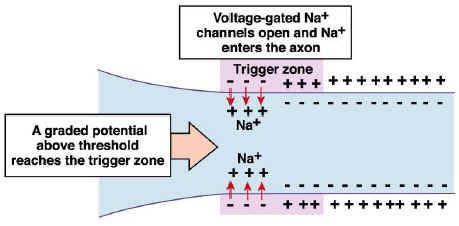 Voltage-gated Na+
channels open and Na+
enters the axon
Trigger zone
- - - + + + + + + + + + + + +
- - - - - - - - -
+ + +
Na+
A graded potential
above threshold
reaches the trigger zone
Na+
+ + +
- - - - - - - - -
- - - + + + + + + + + + + + +